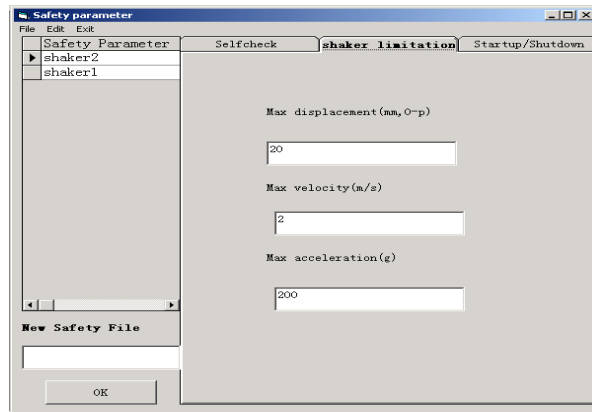 Safety parameter
File Edit Exit
Safety Parameter
shaker2
shaker1
New Safety File
OK
Selfcheck shaker limitation Startup/Shutdown
Max displacement(mm,O-p)
20
Max velocity(m/s)
2
Max acceleration(g)
200